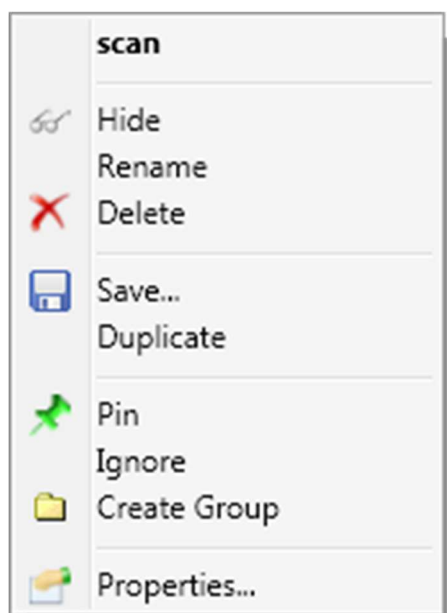 scan
Hide
Rename
Delete
Save...
Duplicate
Pin
Ignore
Create Group
Properties...